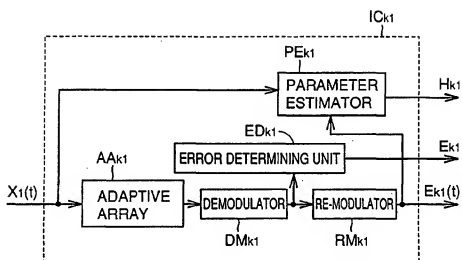 ICk1
PEk1
PARAMETER
ESTIMATOR
Hk1
EDk1
ERROR DETERMINING UNIT
Ek1
AAk1
X1(t)
ADAPTIVE
ARRAY
DEMODULATOR
RE-MODULATOR
Ek1(t)
DMk1
RMk1